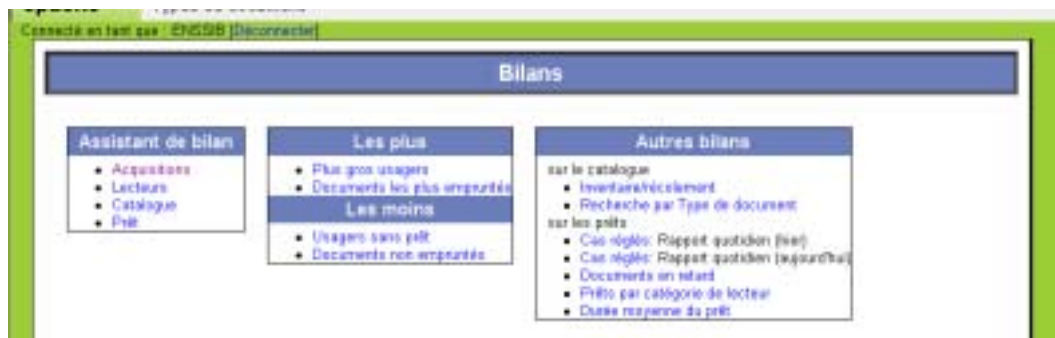 Types de document
Connecté en tant que : ENSSIB [Déconnecter]
Bilans
Assistant de bilan
Acquisitions
Lecteurs
Catalogue
Prêt
Les plus
Plus gros usagers
Documents les plus empruntés
Les moins
Usagers sans prêt
Documents non empruntés
Autres bilans
sur le catalogue
Inventaire/récolement
Recherche par Type de document
sur les prêts
Cas réglés: Rapport quotidien (hier)
Cas réglés: Rapport quotidien (aujourd'hui)
Documents en retard
Prêts par catégorie de lecteur
Durée moyenne du prêt